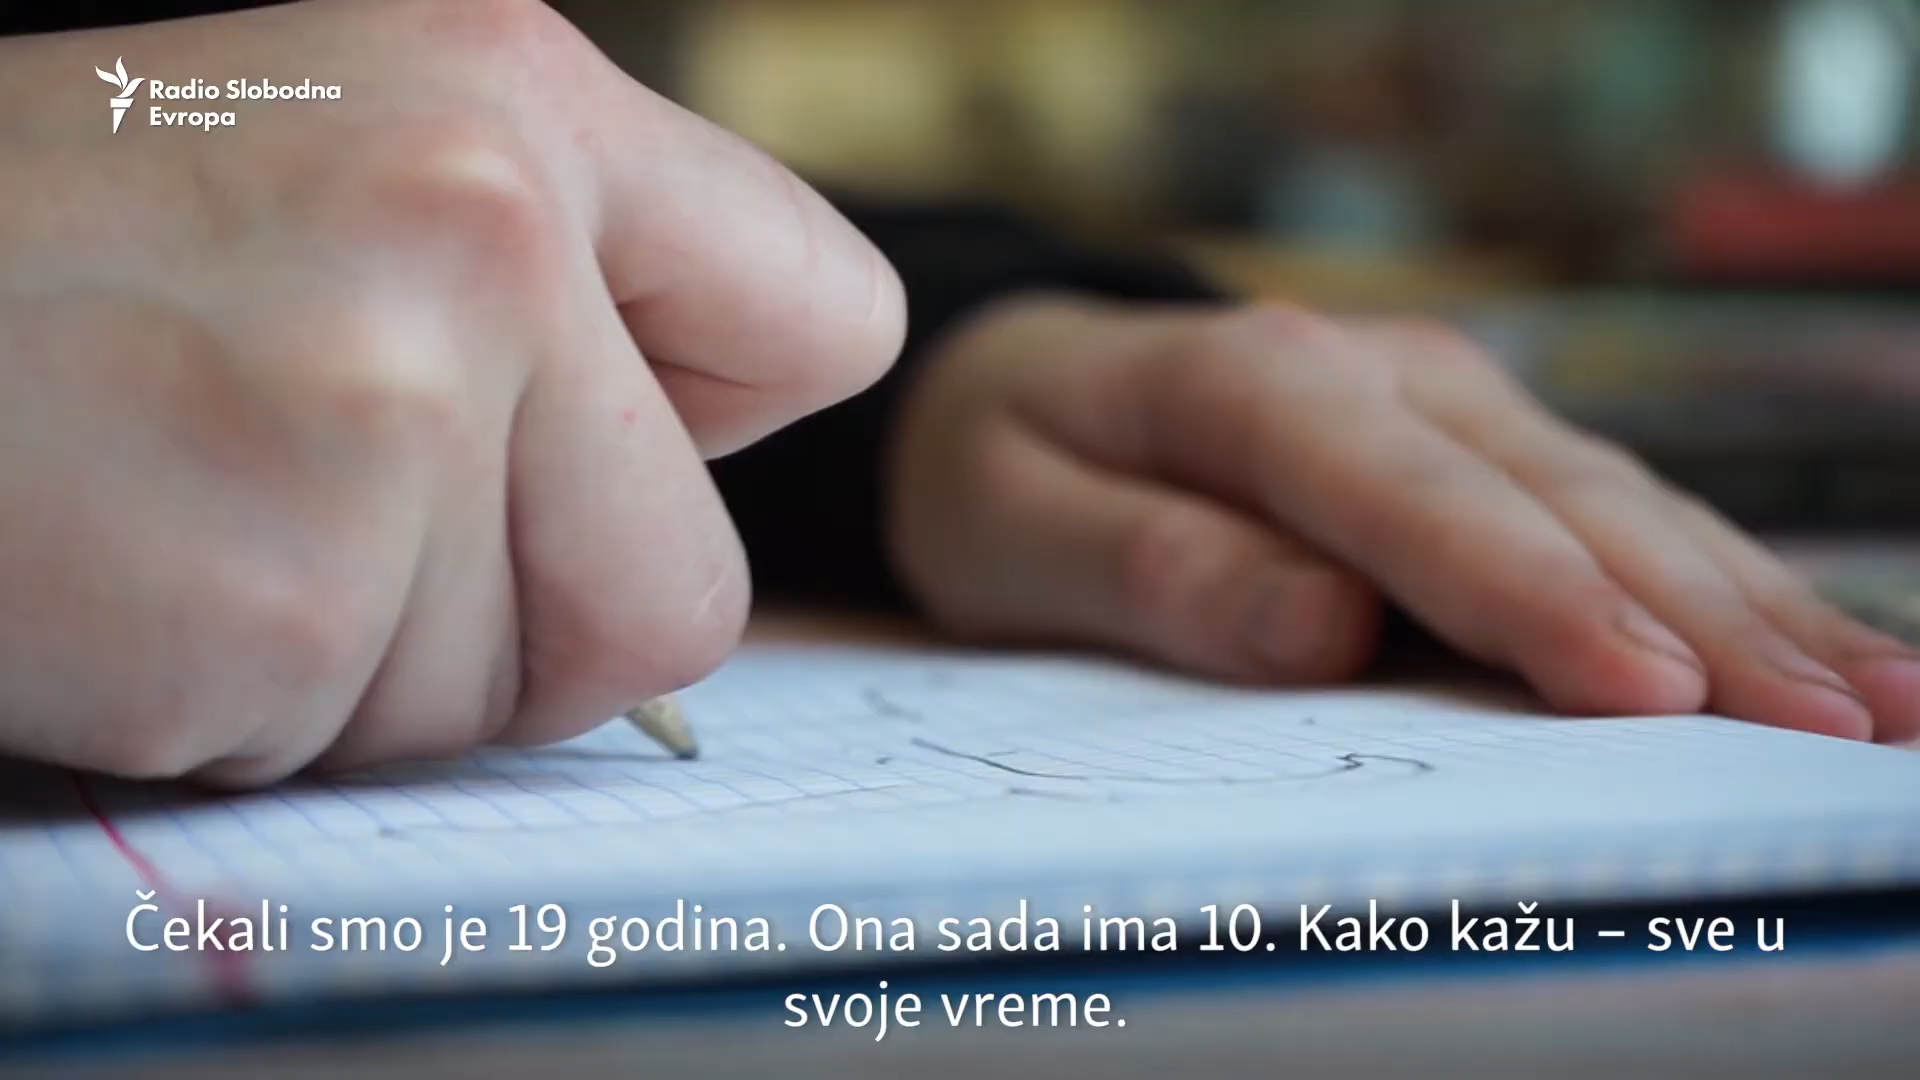 Radio Slobodna
Evropa
Čekali smo je 19 godina. Ona sada ima 10. Kako kažu – sve u
svoje vreme.